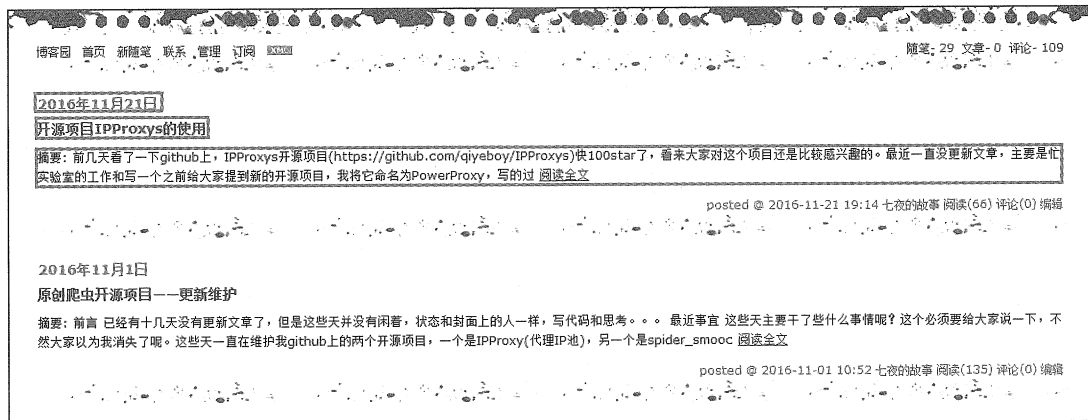 博客园 首页 新随笔 联系 管理 订阅 XML
随笔- 29 文章- 0 评论- 109
2016年11月21日
开源项目IPProxys的使用
摘要: 前几天看了一下github上，IPProxys开源项目(https://github.com/qiyeboy/IPProxys)快100star了，看来大家对这个项目还是比较感兴趣的。最近一直没更新文章，主要是忙
实验室的工作和写一个之前给大家提到新的开源项目，我将它命名为PowerProxy，写的过 阅读全文
posted @ 2016-11-21 19:14 七夜的故事 阅读(66) 评论(0) 编辑
2016年11月1日
原创爬虫开源项目——更新维护
摘要: 前言 已经有十几天没有更新文章了，但是这些天并没有闲着，状态和封面上的人一样，写代码和思考。。。 最近事宜 这些天主要干了些什么事情呢？这个必须要给大家说一下，不
然大家以为我消失了呢。这些天一直在维护我github上的两个开源项目，一个是IPProxy(代理IP池)，另一个是spider_smooc 阅读全文
posted @ 2016-11-01 10:52 七夜的故事 阅读(135) 评论(0) 编辑